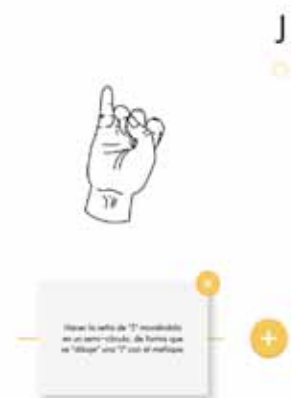 J
Hacer la seña de "I" moviéndola
en un semi-círculo, de forma que
se "dibuje" una "J" con el meñique